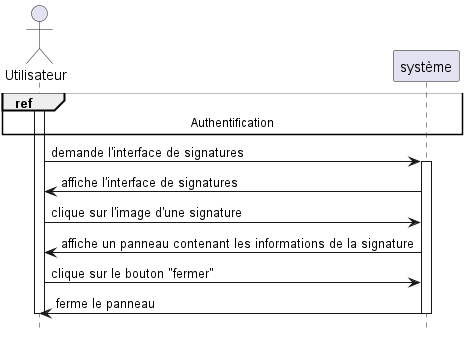 Utilisateur
système
ref
Authentification
demande l'interface de signatures
affiche l'interface de signatures
clique sur l'image d'une signature
affiche un panneau contenant les informations de la signature
clique sur le bouton "fermer"
ferme le panneau